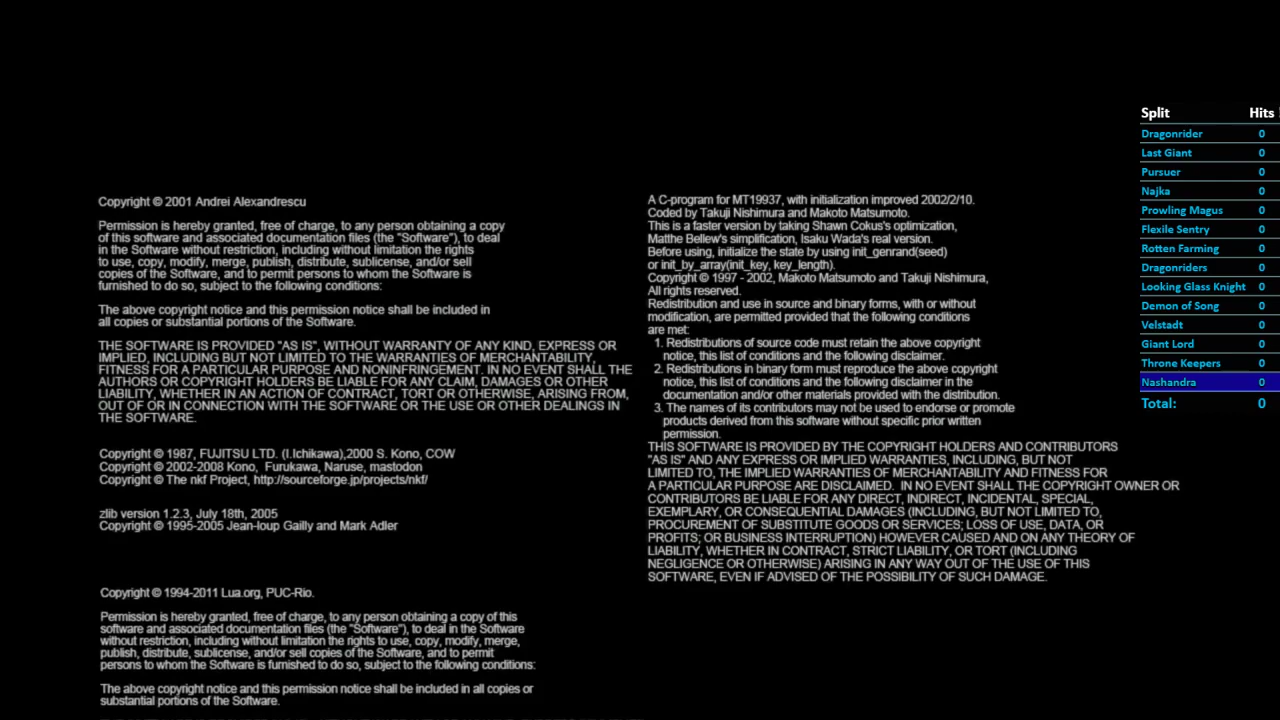 Copyright © 2001 Andrei Alexandrescu
Permission is hereby granted, free of charge, to any person obtaining a copy
of this software and associated documentation files (the "Software"), to deal
in the Software without restriction, including without limitation the rights
to use, copy, modify, merge, publish, distribute, sublicense, and/or sell
copies of the Software, and to permit persons to whom the Software is
furnished to do so, subject to the following conditions:
The above copyright notice and this permission notice shall be included in
all copies or substantial portions of the Software.
THE SOFTWARE IS PROVIDED "AS IS", WITHOUT WARRANTY OF ANY KIND, EXPRESS OR
IMPLIED, INCLUDING BUT NOT LIMITED TO THE WARRANTIES OF MERCHANTABILITY,
FITNESS FOR A PARTICULAR PURPOSE AND NONINFRINGEMENT. IN NO EVENT SHALL THE
AUTHORS OR COPYRIGHT HOLDERS BE LIABLE FOR ANY CLAIM, DAMAGES OR OTHER
LIABILITY, WHETHER IN AN ACTION OF CONTRACT, TORT OR OTHERWISE, ARISING FROM,
OUT OF OR IN CONNECTION WITH THE SOFTWARE OR THE USE OR OTHER DEALINGS IN
THE SOFTWARE.
Copyright © 1987, FUJITSU LTD. (I.Ichikawa),2000 S. Kono, COW
Copyright © 2002-2008 Kono, Furukawa, Naruse, mastodon
Copyright © The nkf Project, http://sourceforge.jp/projects/nkf/
zlib version 1.2.3, July 18th, 2005
Copyright © 1995-2005 Jean-loup Gailly and Mark Adler
Copyright © 1994-2011 Lua.org, PUC-Rio.
Permission is hereby granted, free of charge, to any person obtaining a copy of this
software and associated documentation files (the "Software"), to deal in the Software
without restriction, including without limitation the rights to use, copy, modify, merge,
publish, distribute, sublicense, and/or sell copies of the Software, and to permit
persons to whom the Software is furnished to do so, subject to the following conditions:
The above copyright notice and this permission notice shall be included in all copies or
substantial portions of the Software.
A C-program for MT19937, with initialization improved 2002/2/10.
Coded by Takuji Nishimura and Makoto Matsumoto.
This is a faster version by taking Shawn Cokus's optimization,
Matthe Bellew's simplification, Isaku Wada's real version.
Before using, initialize the state by using init_genrand(seed)
or init_by_array(init_key, key_length).
Copyright © 1997 - 2002, Makoto Matsumoto and Takuji Nishimura,
All rights reserved.
Redistribution and use in source and binary forms, with or without
modification, are permitted provided that the following conditions
are met:
1. Redistributions of source code must retain the above copyright
notice, this list of conditions and the following disclaimer.
2. Redistributions in binary form must reproduce the above copyright
notice, this list of conditions and the following disclaimer in the
documentation and/or other materials provided with the distribution.
3. The names of its contributors may not be used to endorse or promote
products derived from this software without specific prior written
permission.
THIS SOFTWARE IS PROVIDED BY THE COPYRIGHT HOLDERS AND CONTRIBUTORS
"AS IS" AND ANY EXPRESS OR IMPLIED WARRANTIES, INCLUDING, BUT NOT
LIMITED TO, THE IMPLIED WARRANTIES OF MERCHANTABILITY AND FITNESS FOR
A PARTICULAR PURPOSE ARE DISCLAIMED. IN NO EVENT SHALL THE COPYRIGHT OWNER OR
CONTRIBUTORS BE LIABLE FOR ANY DIRECT, INDIRECT, INCIDENTAL, SPECIAL,
EXEMPLARY, OR CONSEQUENTIAL DAMAGES (INCLUDING, BUT NOT LIMITED TO,
PROCUREMENT OF SUBSTITUTE GOODS OR SERVICES; LOSS OF USE, DATA, OR
PROFITS; OR BUSINESS INTERRUPTION) HOWEVER CAUSED AND ON ANY THEORY OF
LIABILITY, WHETHER IN CONTRACT, STRICT LIABILITY, OR TORT (INCLUDING
NEGLIGENCE OR OTHERWISE) ARISING IN ANY WAY OUT OF THE USE OF THIS
SOFTWARE, EVEN IF ADVISED OF THE POSSIBILITY OF SUCH DAMAGE.
Split Hits
Dragonrider 0
Last Giant 0
Pursuer 0
Najka 0
Prowling Magus 0
Flexile Sentry 0
Rotten Farming 0
Dragonriders 0
Looking Glass Knight 0
Demon of Song 0
Velstadt 0
Giant Lord 0
Throne Keepers 0
Nashandra 0
Total: 0